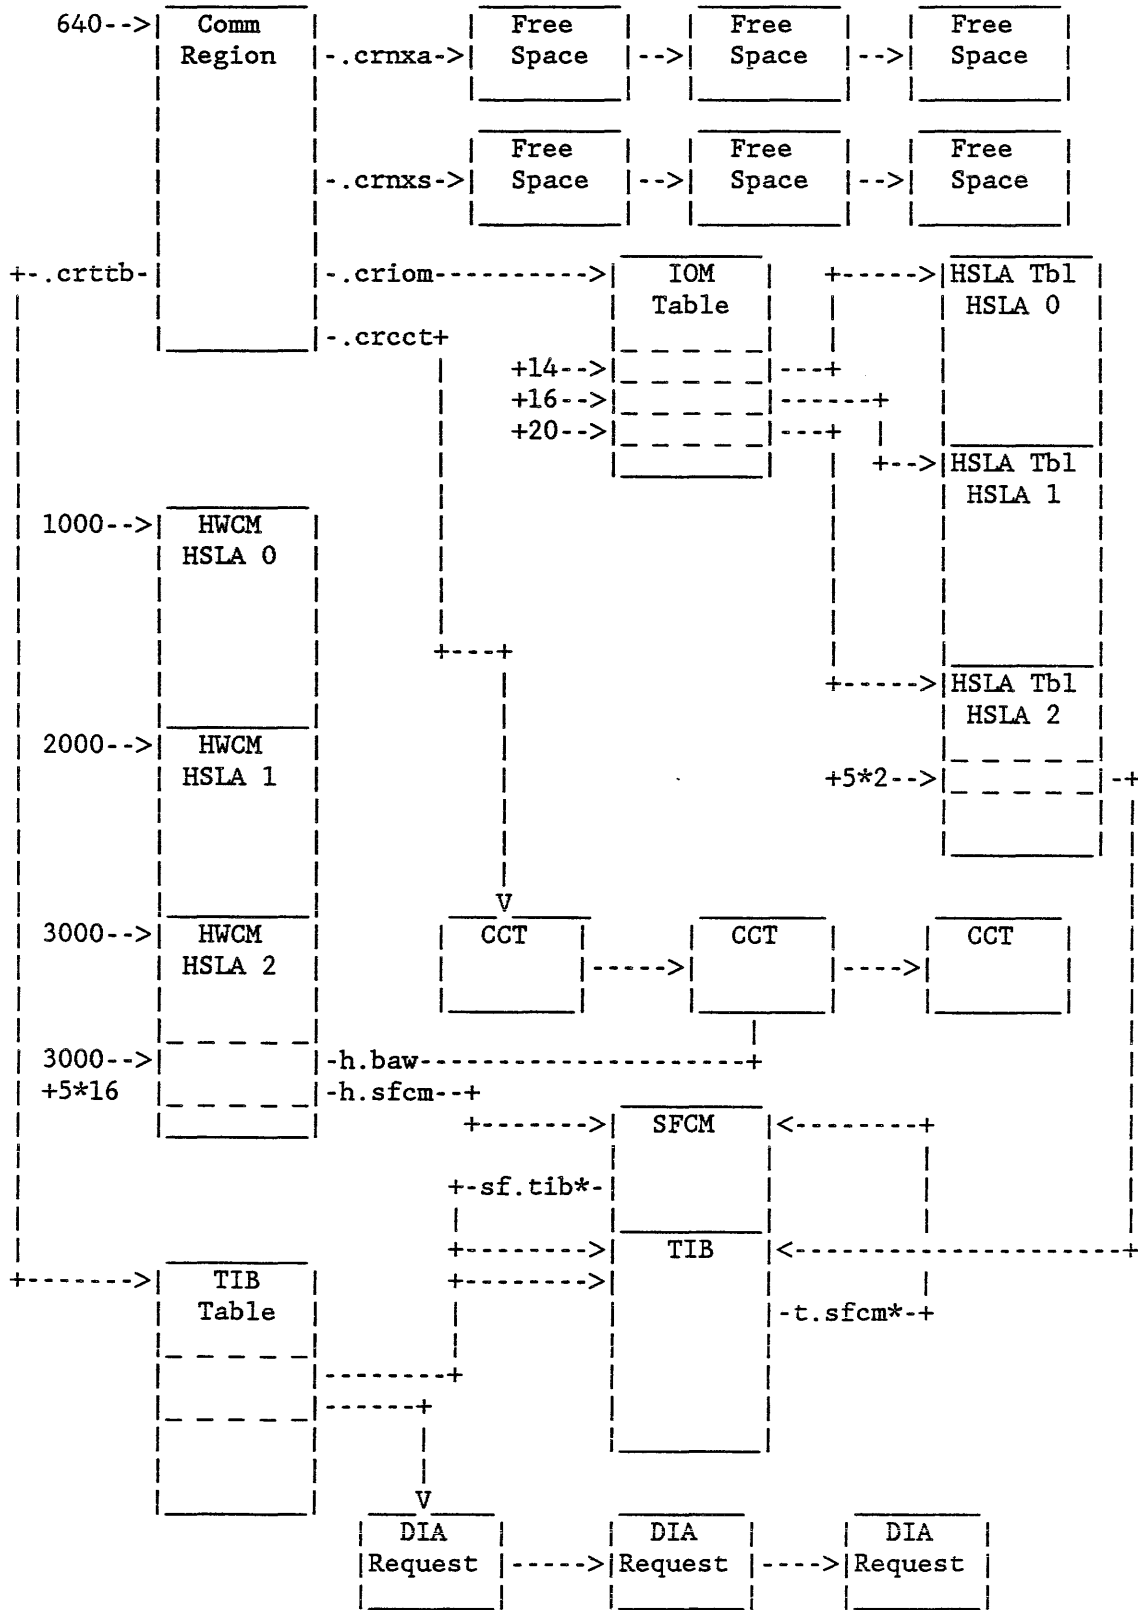 640--> Comm Free Free Free
Region -.crnxa-> Space --> Space --> Space
Free Free Free
-.crnxs-> Space --> Space --> Space
+-.crttb- -.criom-----------> IOM +-----> HSLA Tbl
Table HSLA 0
-.crcct+
+14--> ---+
+16--> ------+
+20--> ---+
+--> HSLA Tbl
HSLA 1
1000--> HWCM
HSLA 0
+---+
+-----> HSLA Tbl
HSLA 2
2000--> HWCM
HSLA 1 +5*2--> -+
V
3000--> HWCM CCT CCT CCT
HSLA 2 -----> ---->
3000--> -h.baw---------------------+
+5*16 -h.sfcm--+
+-------> SFCM <--------+
+-sf.tib*-
+---------> TIB <---------------------+
+-------> TIB +--------->
Table -t.sfcm*-+
--------+
------+
V
DIA DIA DIA
Request -----> Request ----> Request